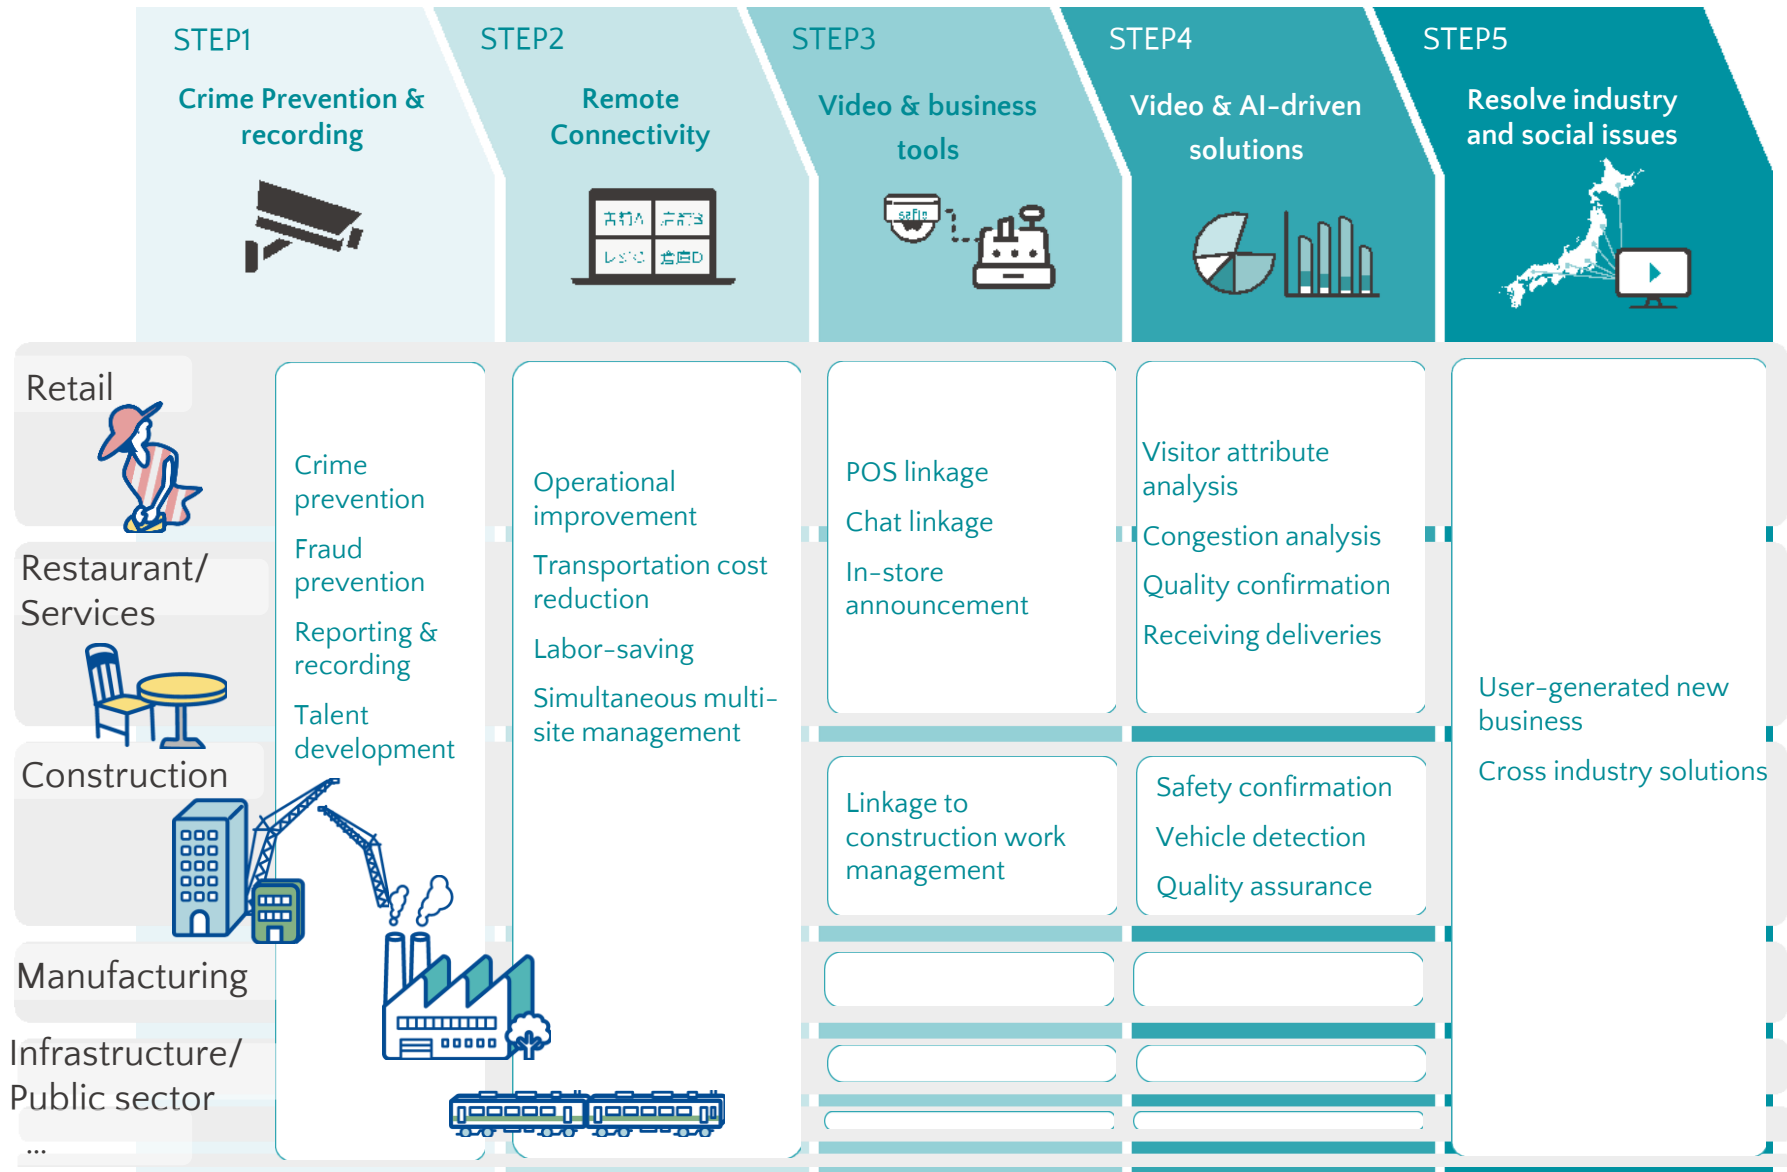 STEP1
Crime Prevention &
recording
STEP2
Remote
Connectivity
STEP3
Video & business
tools
safie
STEP4
Video & AI-driven
solutions
STEP5
Resolve industry
and social issues
Retail
Restaurant/
Services
Construction
Manufacturing
Infrastructure/
Public sector
...
Crime
prevention
Fraud
prevention
Reporting &
recording
Talent
development
Operational
improvement
Transportation cost
reduction
Labor-saving
Simultaneous multi-
site management
POS linkage
Chat linkage
In-store
announcement
Linkage to
construction work
management
Visitor attribute
analysis
Congestion analysis
Quality confirmation
Receiving deliveries
Safety confirmation
Vehicle detection
Quality assurance
User-generated new
business
Cross industry solutions